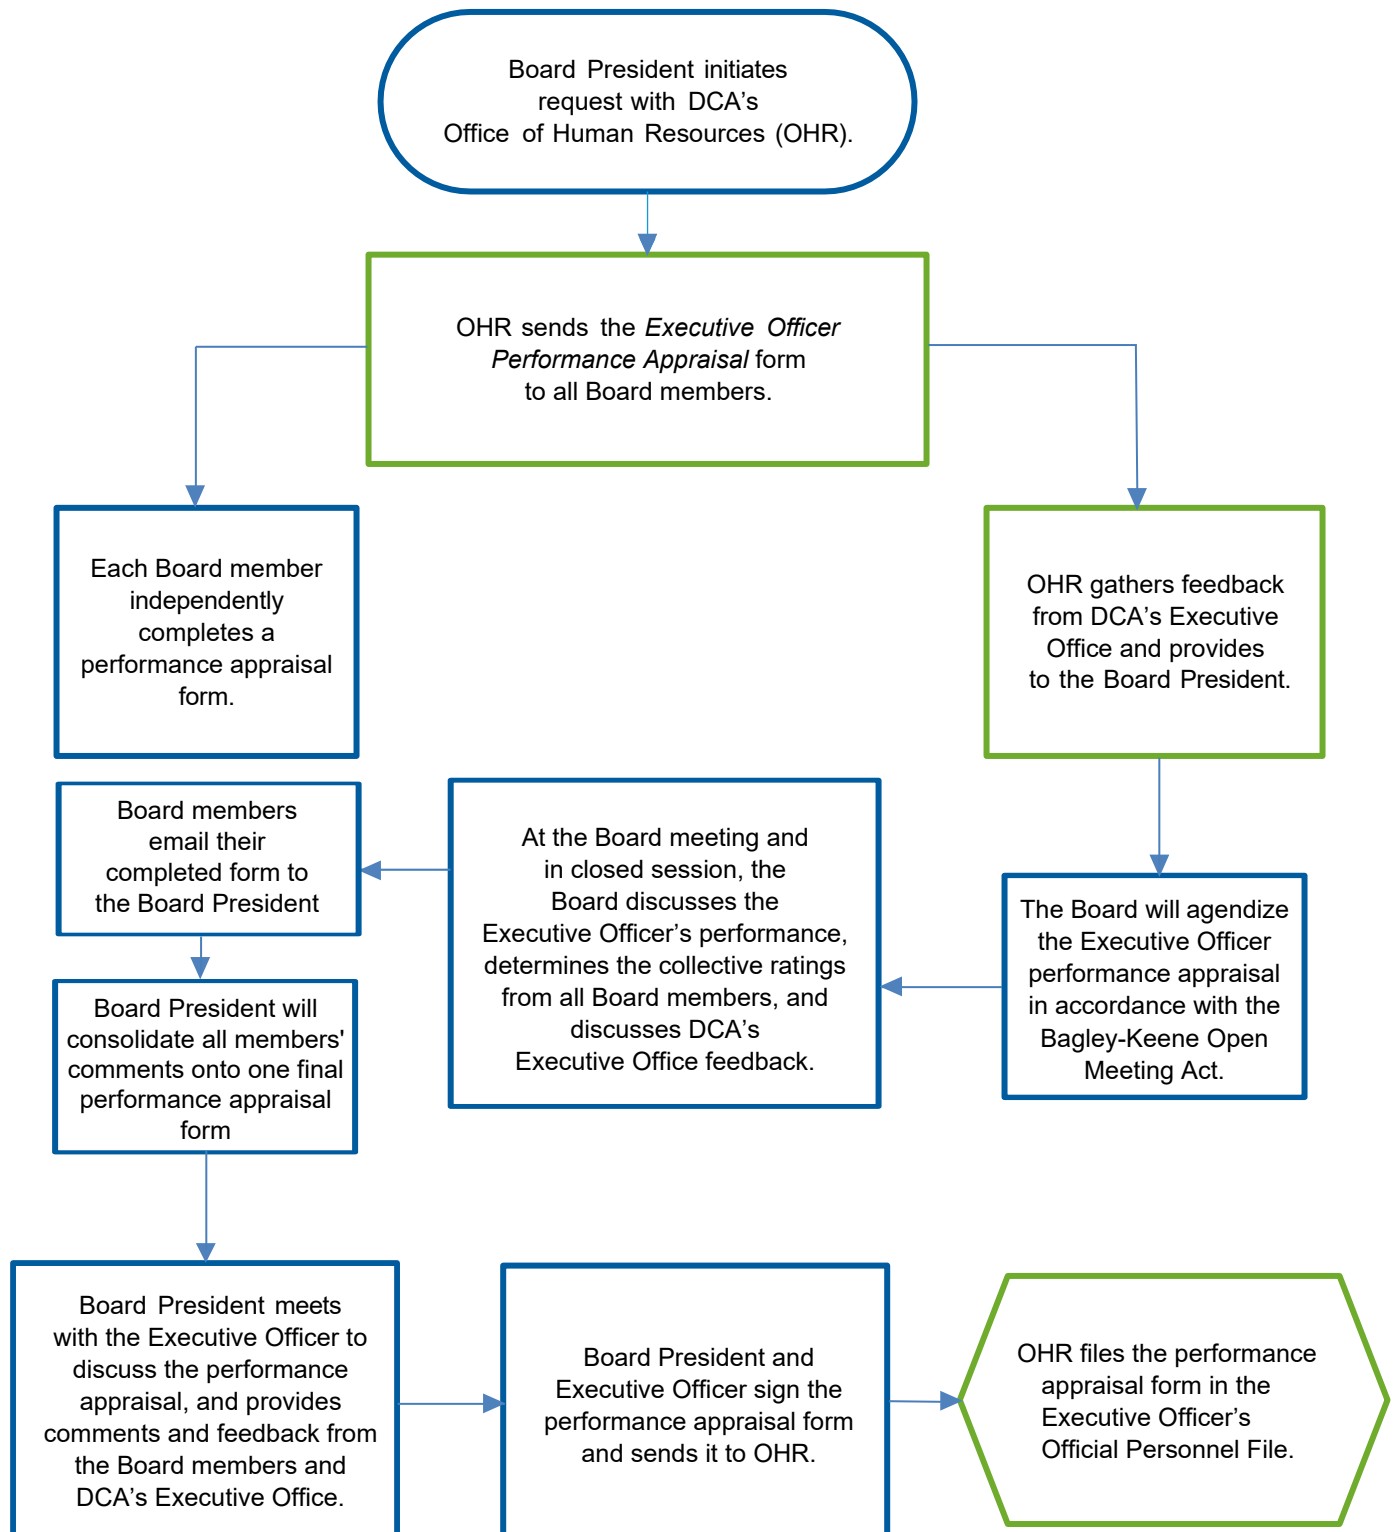 Board President initiates
request with DCA’s
Office of Human Resources (OHR).
OHR sends the Executive Officer
Performance Appraisal form
to all Board members.
Each Board member
independently
completes a
performance appraisal
form.
OHR gathers feedback
from DCA’s Executive
Office and provides
to the Board President.
Board members
email their
completed form to
the Board President
At the Board meeting and
in closed session, the
Board discusses the
Executive Officer’s performance,
determines the collective ratings
from all Board members, and
discusses DCA’s
Executive Office feedback.
The Board will agendize
the Executive Officer
performance appraisal
in accordance with the
Bagley-Keene Open
Meeting Act.
Board President will
consolidate all members'
comments onto one final
performance appraisal
form
Board President meets
with the Executive Officer to
discuss the performance
appraisal, and provides
comments and feedback from
the Board members and
DCA’s Executive Office.
Board President and
Executive Officer sign the
performance appraisal form
and sends it to OHR.
OHR files the performance
appraisal form in the
Executive Officer’s
Official Personnel File.